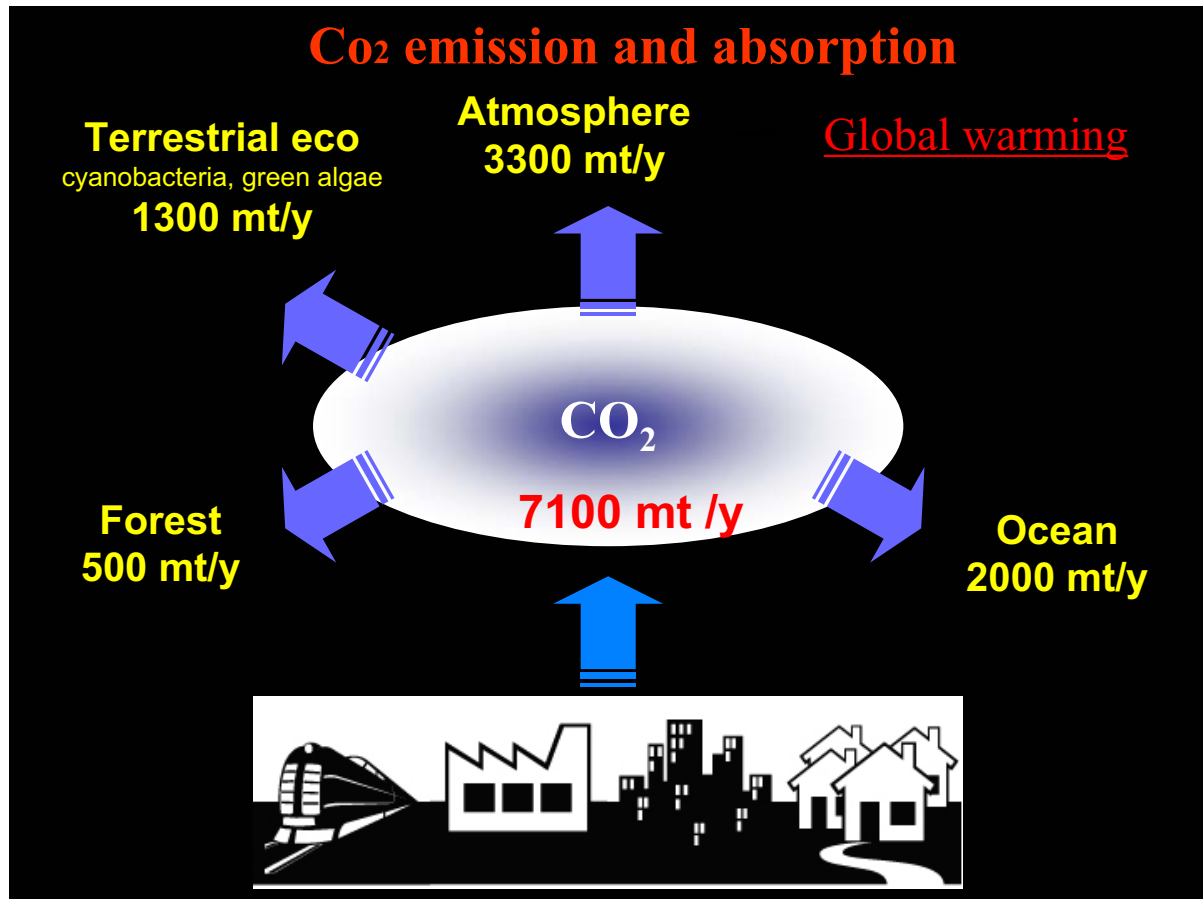 Co₂ emission and absorption
Atmosphere
3300 mt/y
Global warming
Terrestrial eco
cyanobacteria, green algae
1300 mt/y
CO₂
7100 mt /y
Forest
500 mt/y
Ocean
2000 mt/y